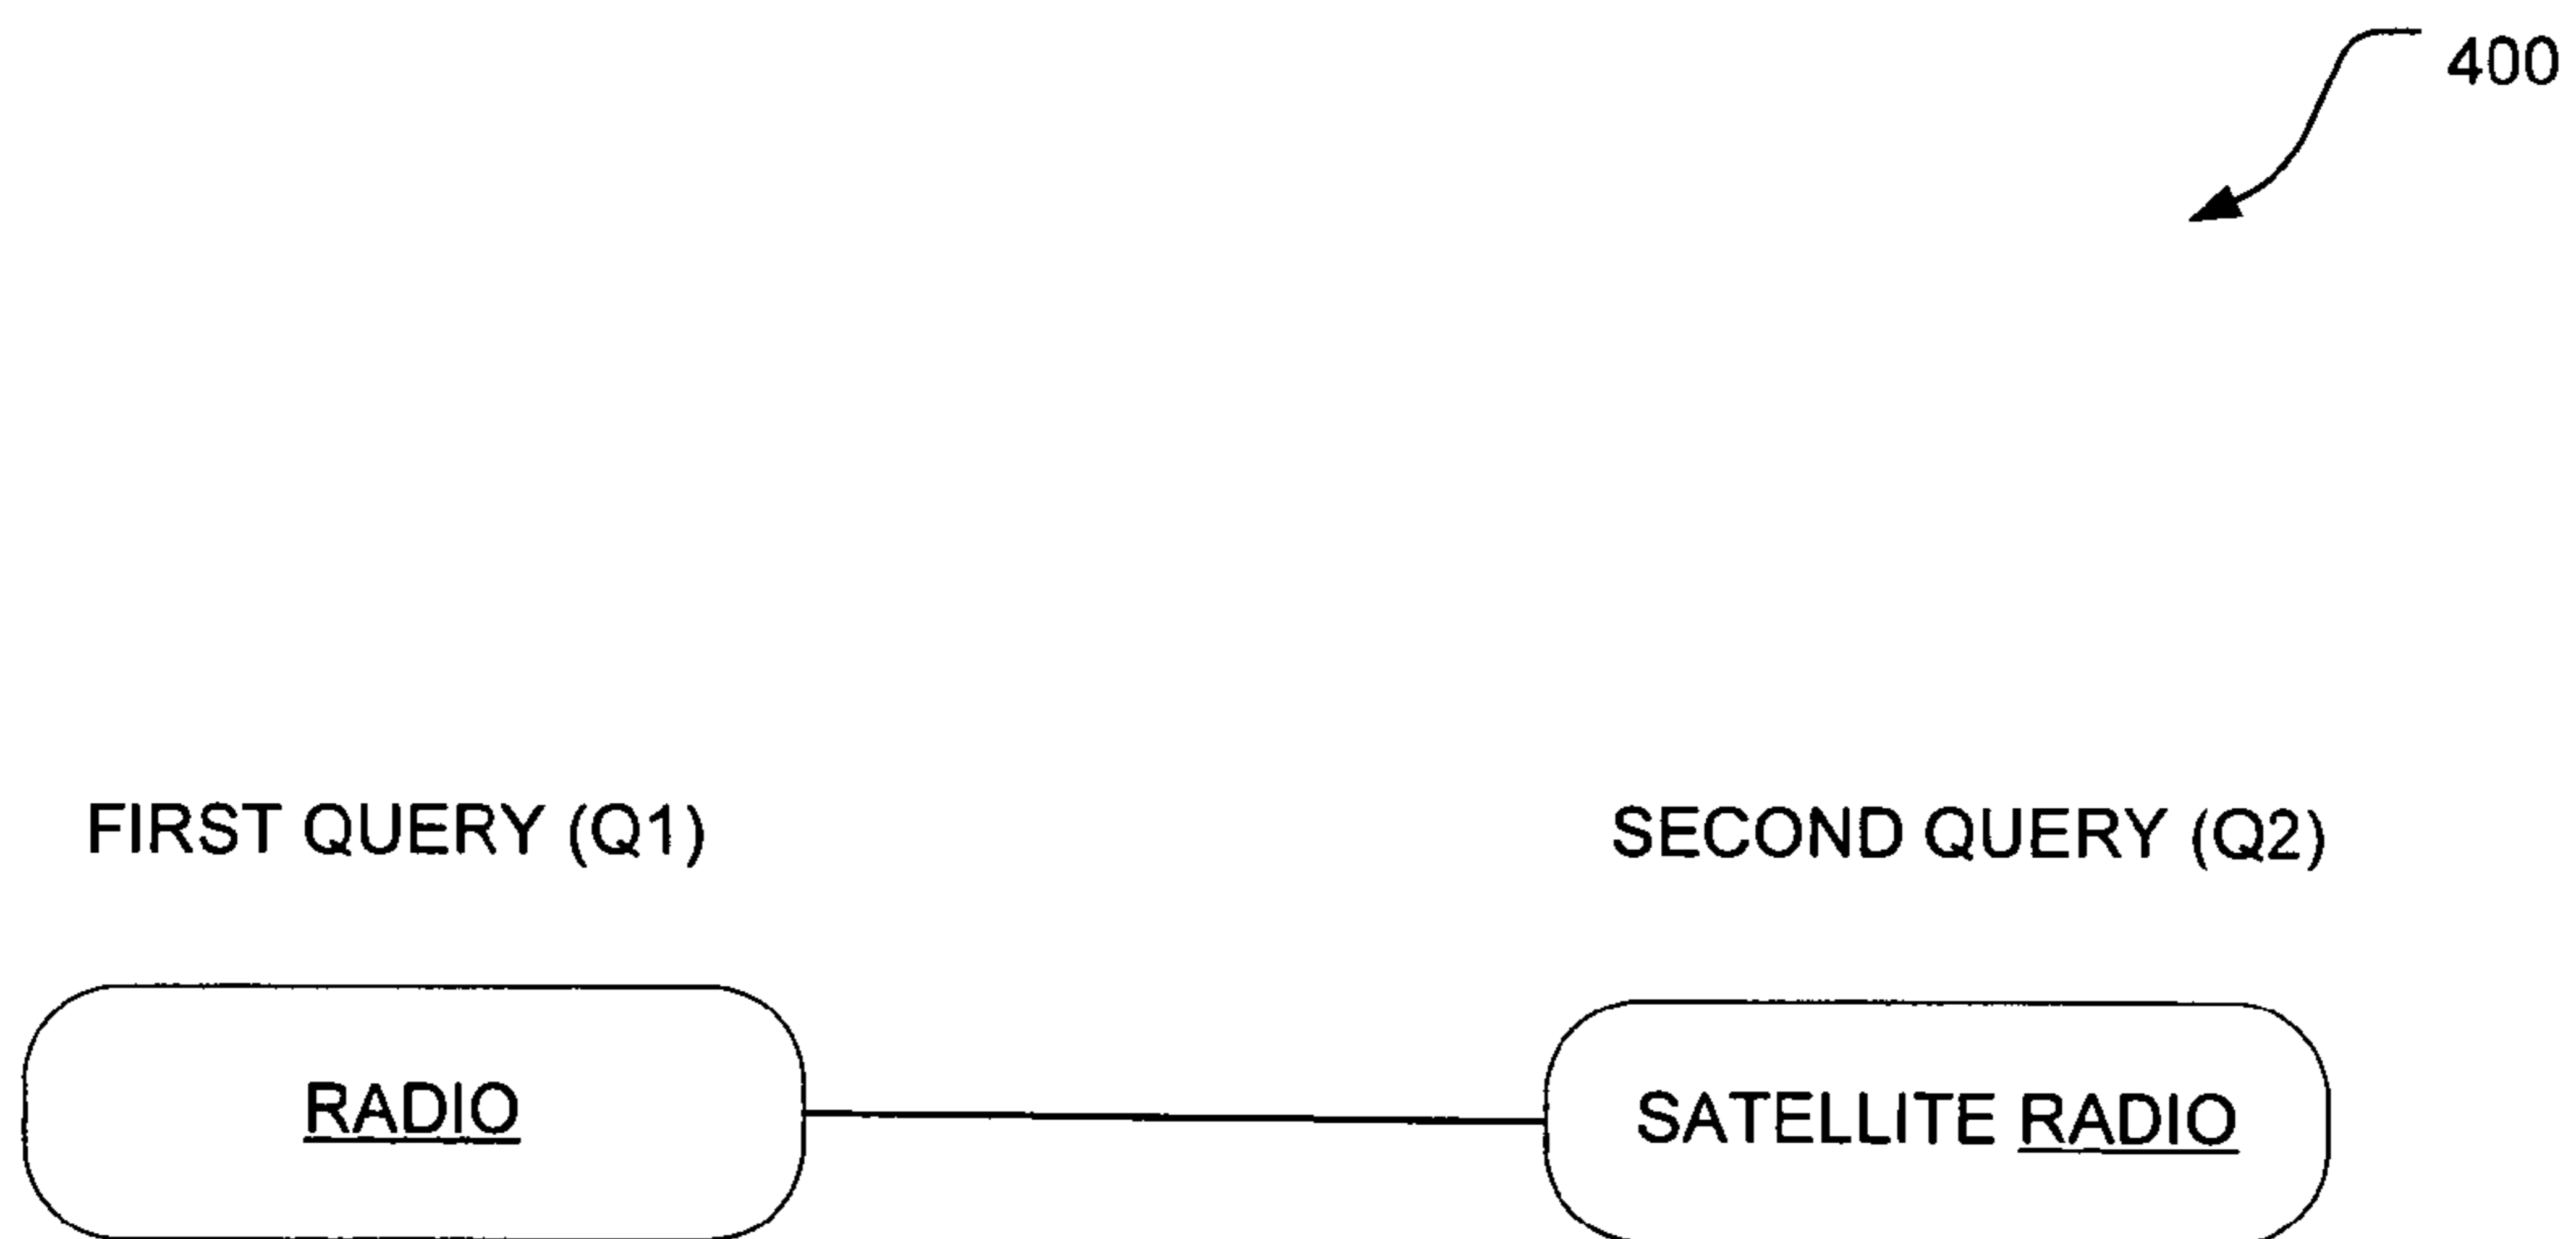 400
FIRST QUERY (Q1)
SECOND QUERY (Q2)
RADIO
SATELLITE RADIO